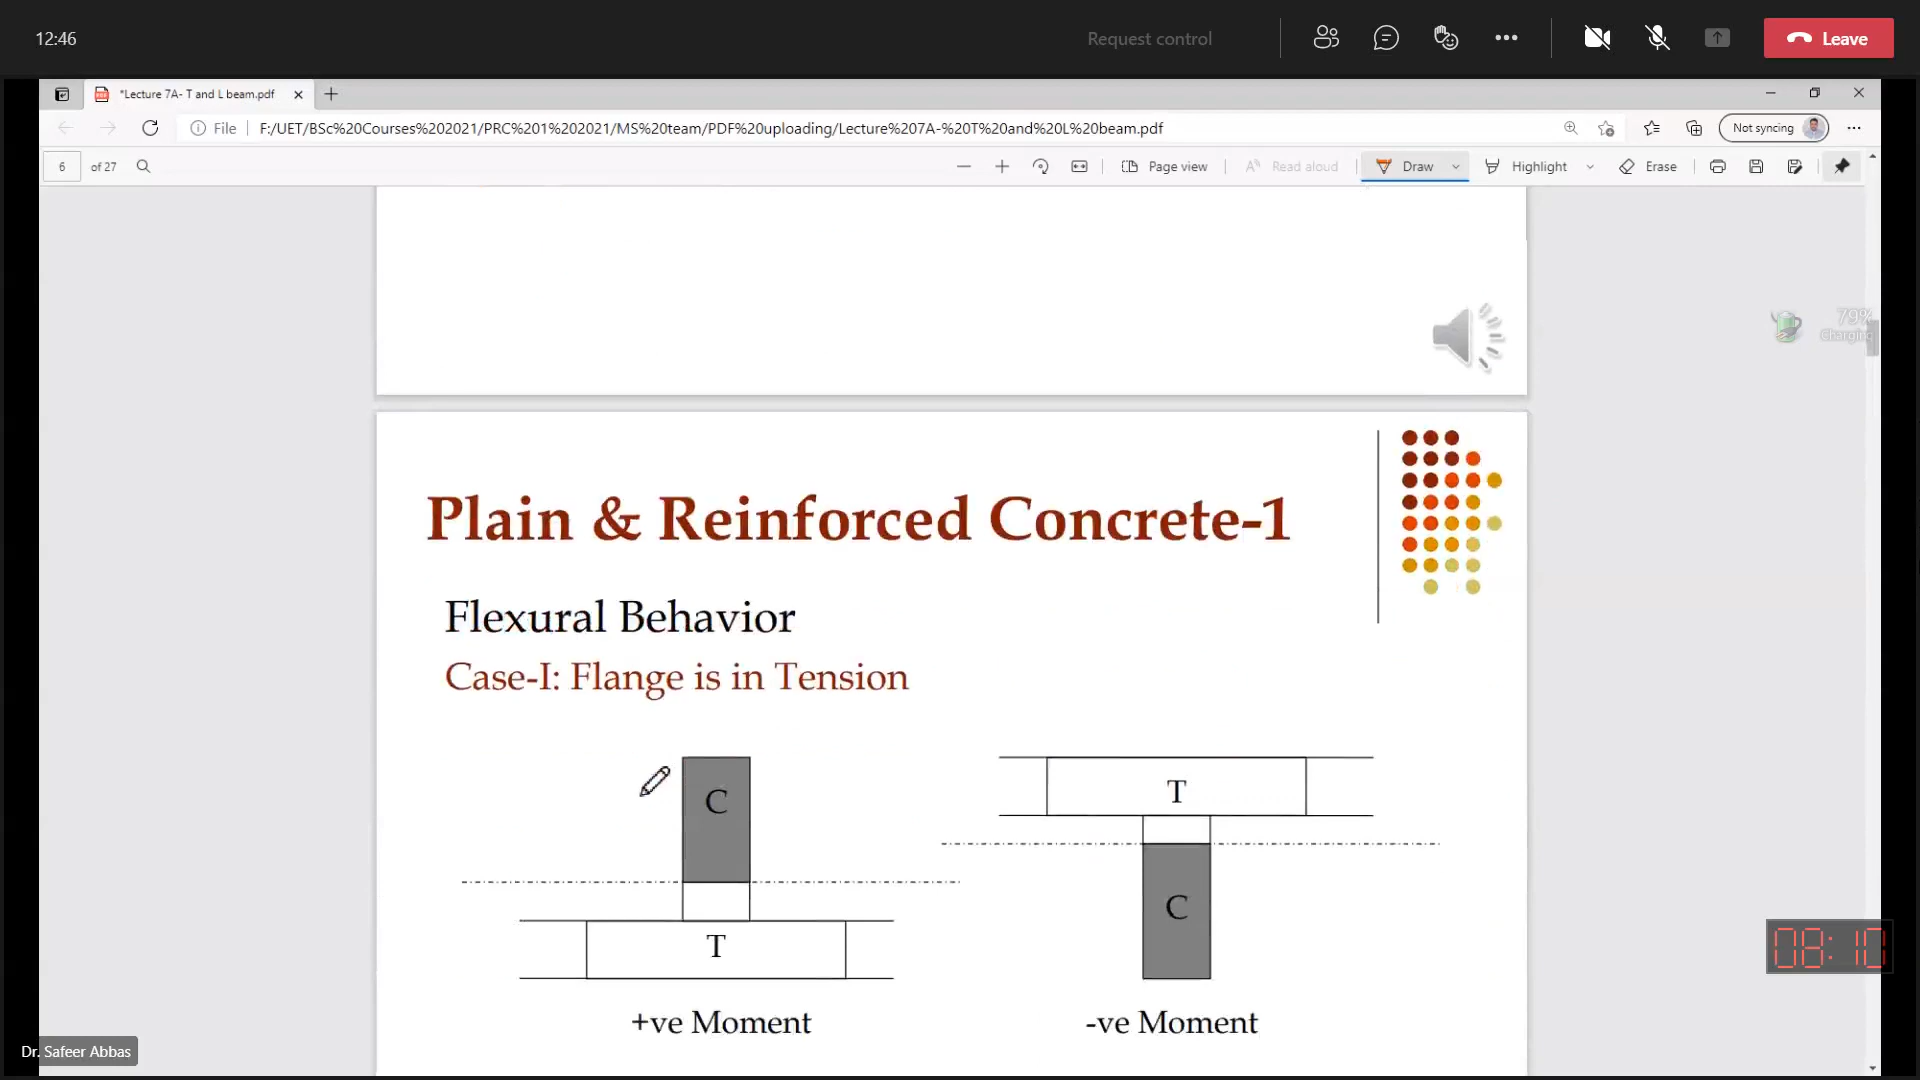 12:46
Request control
Leave
*Lecture 7A- T and L beam.pdf
File
F:/UET/BSc%20Courses%202021/PRC%201%202021/MS%20team/PDF%20uploading/Lecture%207A-%20T%20and%20L%20beam.pdf
Not syncing
6 of 27
Page view
Read aloud
Draw
Highlight
Erase
79%
Charging
Plain & Reinforced Concrete-1
Flexural Behavior
Case-I: Flange is in Tension
C
T
T
C
+ve Moment
-ve Moment
08:10
Dr. Safeer Abbas